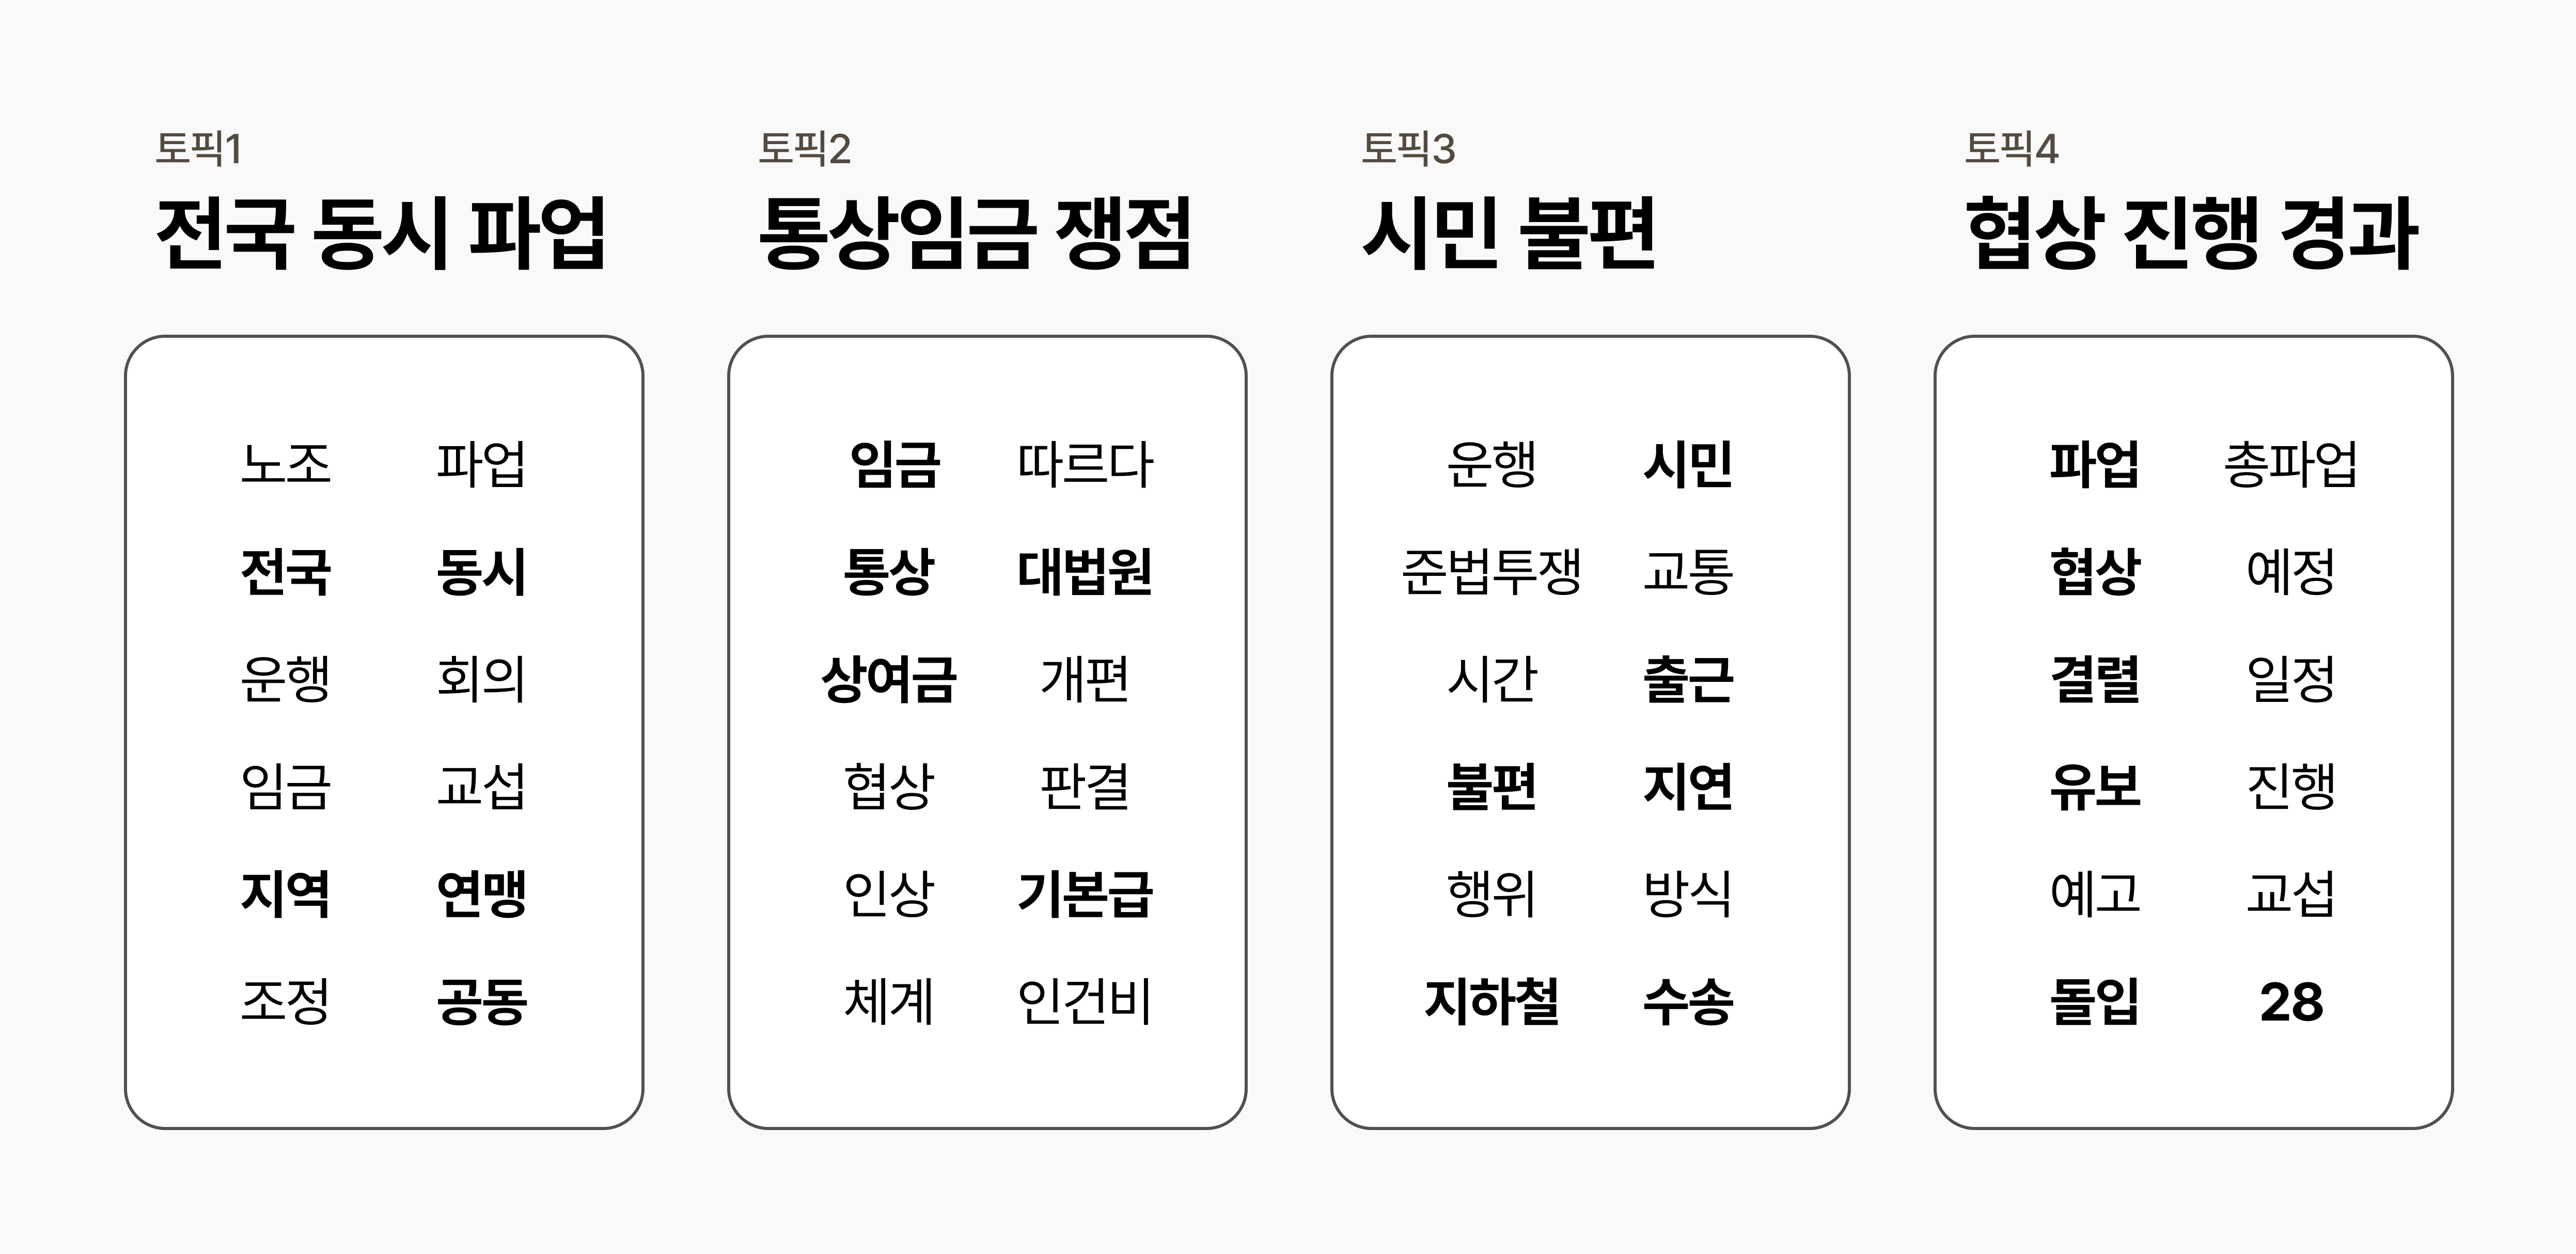 토픽1
전국 동시 파업
노조 파업
전국 동시
운행 회의
임금 교섭
지역 연맹
조정 공동
토픽2
통상임금 쟁점
임금 따르다
통상 대법원
상여금 개편
협상 판결
인상 기본급
체계 인건비
토픽3
시민 불편
운행 시민
준법투쟁 교통
시간 출근
불편 지연
행위 방식
지하철 수송
토픽4
협상 진행 경과
파업 총파업
협상 예정
결렬 일정
유보 진행
예고 교섭
돌입 28